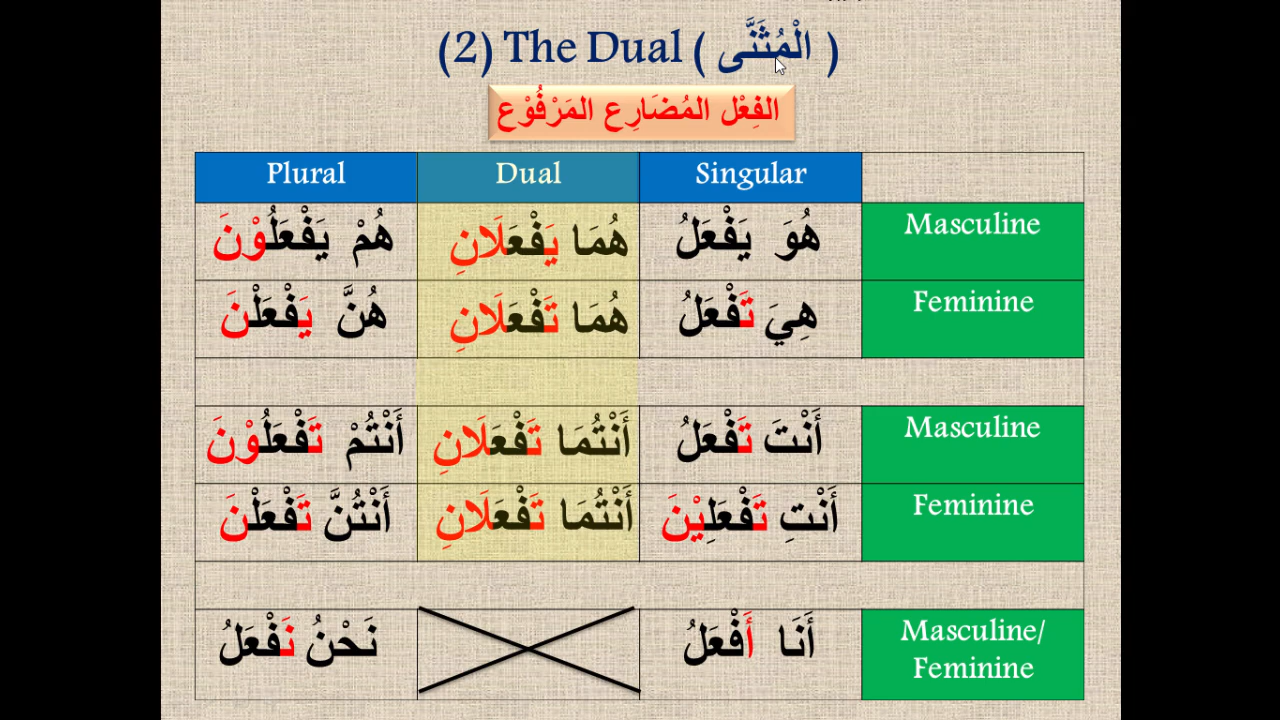 (2) The Dual ( الْمُثَنَّى )
الفِعْل المُضَارِع المَرْفُوْع
Plural Dual Singular
هُمْ يَفْعَلُوْنَ هُمَا يَفْعَلَانِ هُوَ يَفْعَلُ Masculine
هُنَّ يَفْعَلْنَ هُمَا تَفْعَلَانِ هِيَ تَفْعَلُ Feminine
أَنْتُمْ تَفْعَلُوْنَ أَنْتُمَا تَفْعَلَانِ أَنْتَ تَفْعَلُ Masculine
أَنْتُنَّ تَفْعَلْنَ أَنْتُمَا تَفْعَلَانِ أَنْتِ تَفْعَلِيْنَ Feminine
نَحْنُ نَفْعَلُ أَنَا أَفْعَلُ Masculine/
Feminine